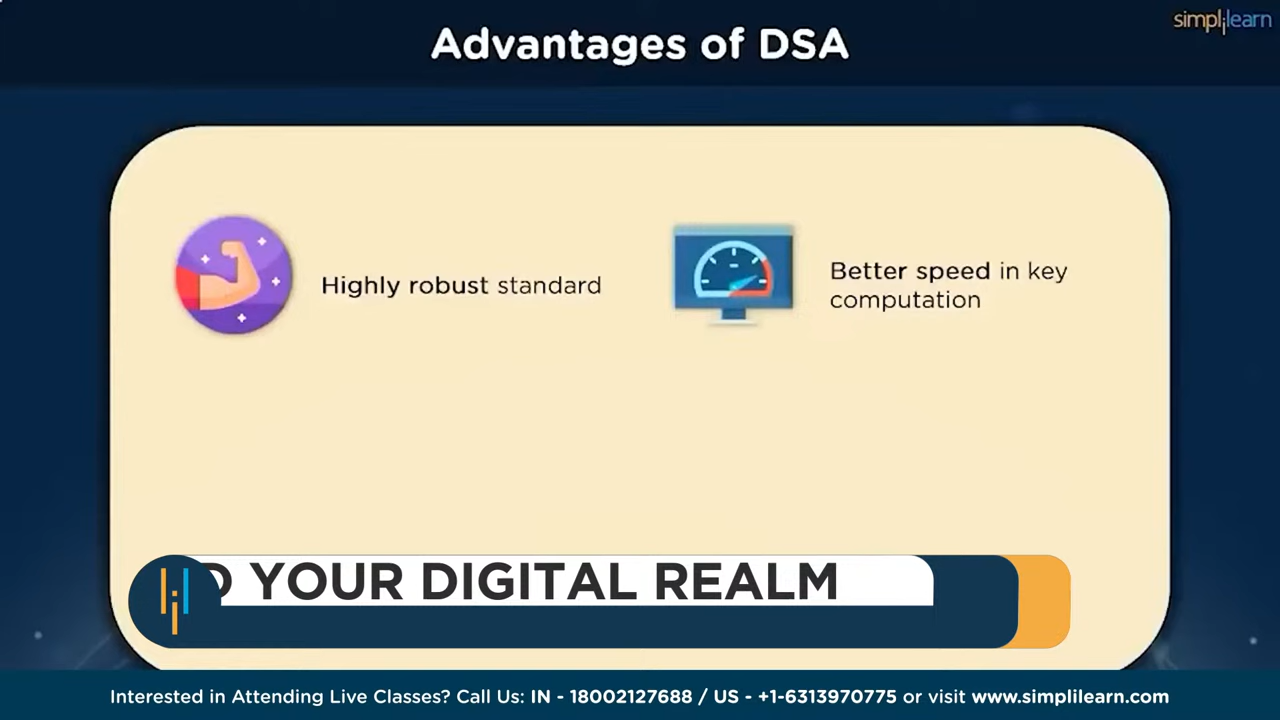 simplilearn
Advantages of DSA
Highly robust standard
Better speed in key
computation
D YOUR DIGITAL REALM
Interested in Attending Live Classes? Call Us: IN - 18002127688 / US - +1-6313970775 or visit www.simplilearn.com